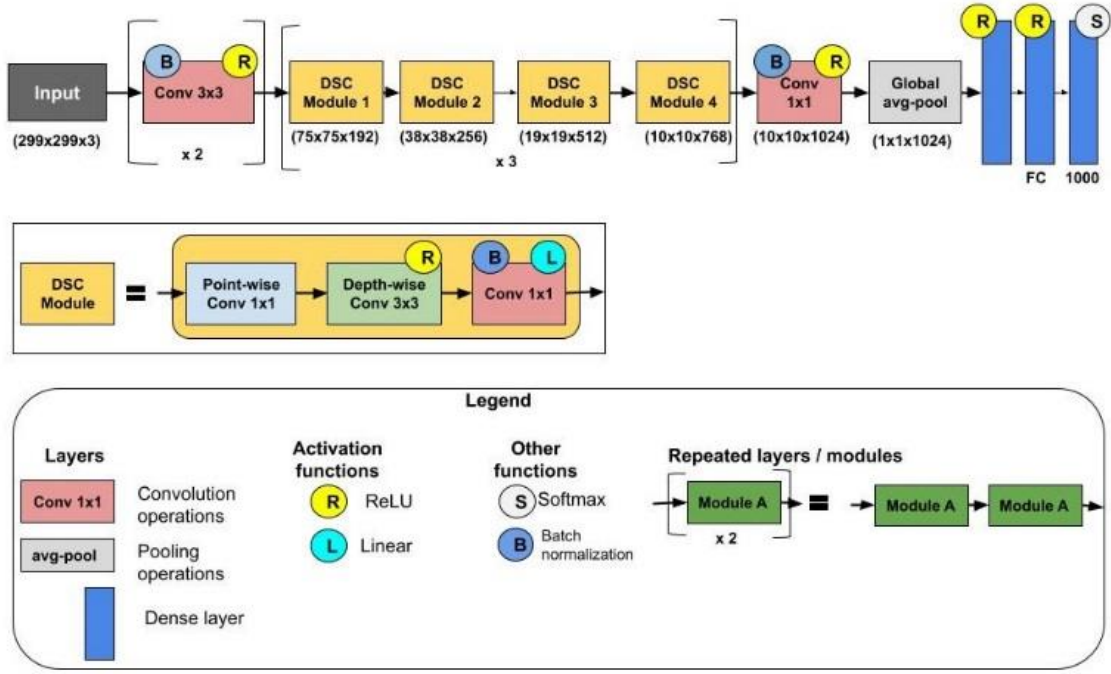 B R
R R S
Input
Conv 3x3
DSC
Module 1
DSC
Module 2
DSC
Module 3
DSC
Module 4
B R
Conv
1x1
Global
avg-pool
(299x299x3)
x 2
(75x75x192)
(38x38x256)
(19x19x512)
(10x10x768)
(10x10x1024)
(1x1x1024)
x 3
FC
1000
DSC
Module
=
Point-wise
Conv 1x1
R
Depth-wise
Conv 3x3
B L
Conv 1x1
Legend
Layers
Conv 1x1
Convolution
operations
avg-pool
Pooling
operations
Dense layer
Activation
functions
R ReLU
L Linear
Other
functions
S Softmax
B Batch
normalization
Repeated layers / modules
Module A
x 2
=
Module A
Module A